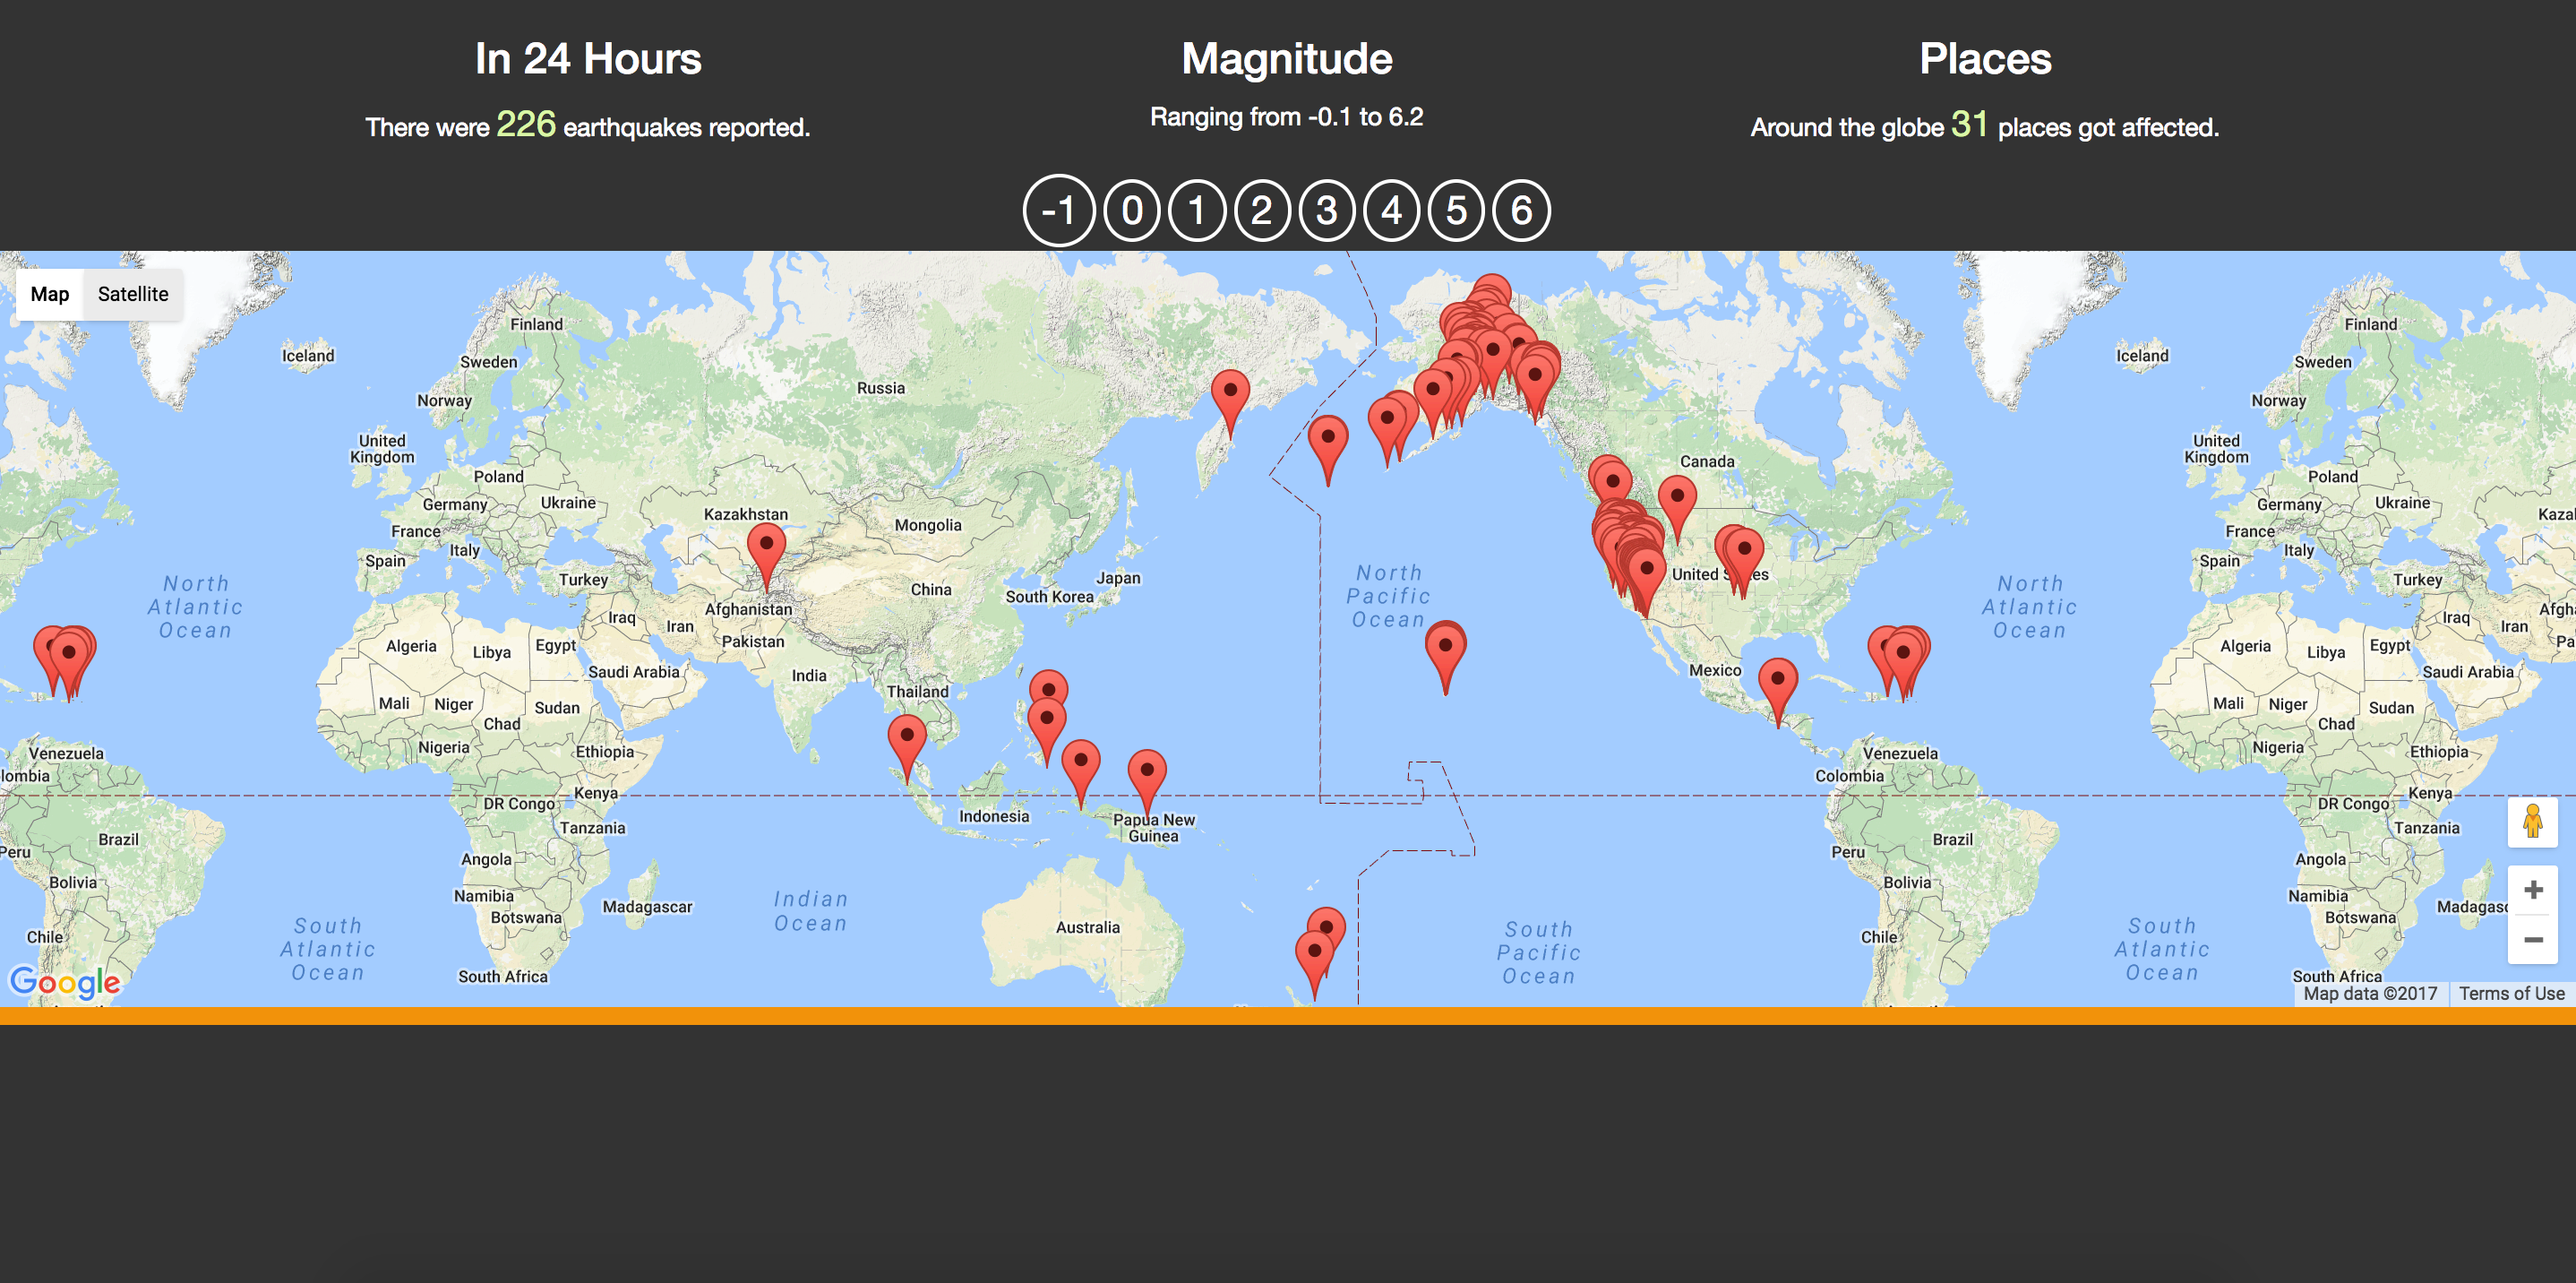 In 24 Hours
There were 226 earthquakes reported.
Magnitude
Ranging from -0.1 to 6.2
Places
Around the globe 31 places got affected.
-1 0 1 2 3 4 5 6
Map Satellite
Finland
Iceland
Sweden
Norway
Russia
United
Kingdom
Poland
Germany
Ukraine
France
Italy
Spain
Turkey
Kazakhstan
Mongolia
Afghanistan
China
Japan
South Korea
Iraq
Iran
Pakistan
Algeria
Libya
Egypt
Saudi Arabia
India
Thailand
Mali
Niger
Chad
Sudan
Nigeria
Ethiopia
DR Congo
Kenya
Tanzania
Angola
Namibia
Botswana
Madagascar
South Africa
Indonesia
Papua New
Guinea
Australia
North
Atlantic
Ocean
Venezuela
lombia
Brazil
Peru
Bolivia
Chile
South
Atlantic
Ocean
Indian
Ocean
North
Pacific
Ocean
South
Pacific
Ocean
Canada
United S es
Mexico
Venezuela
Colombia
Brazil
Peru
Bolivia
Chile
North
Atlantic
Ocean
South
Atlantic
Ocean
Finland
Iceland
Sweden
Norway
United
Kingdom
Poland
Germany
Ukraine
France
Italy
Spain
Turkey
Kazal
Afgh
Iraq
Iran
Pa
Algeria
Libya
Egypt
Saudi Arabia
Mali
Niger
Chad
Sudan
Nigeria
Ethiopia
DR Congo
Kenya
Tanzania
Angola
Namibia
Botswana
Madagasc
South Africa
Google
Map data ©2017 Terms of Use